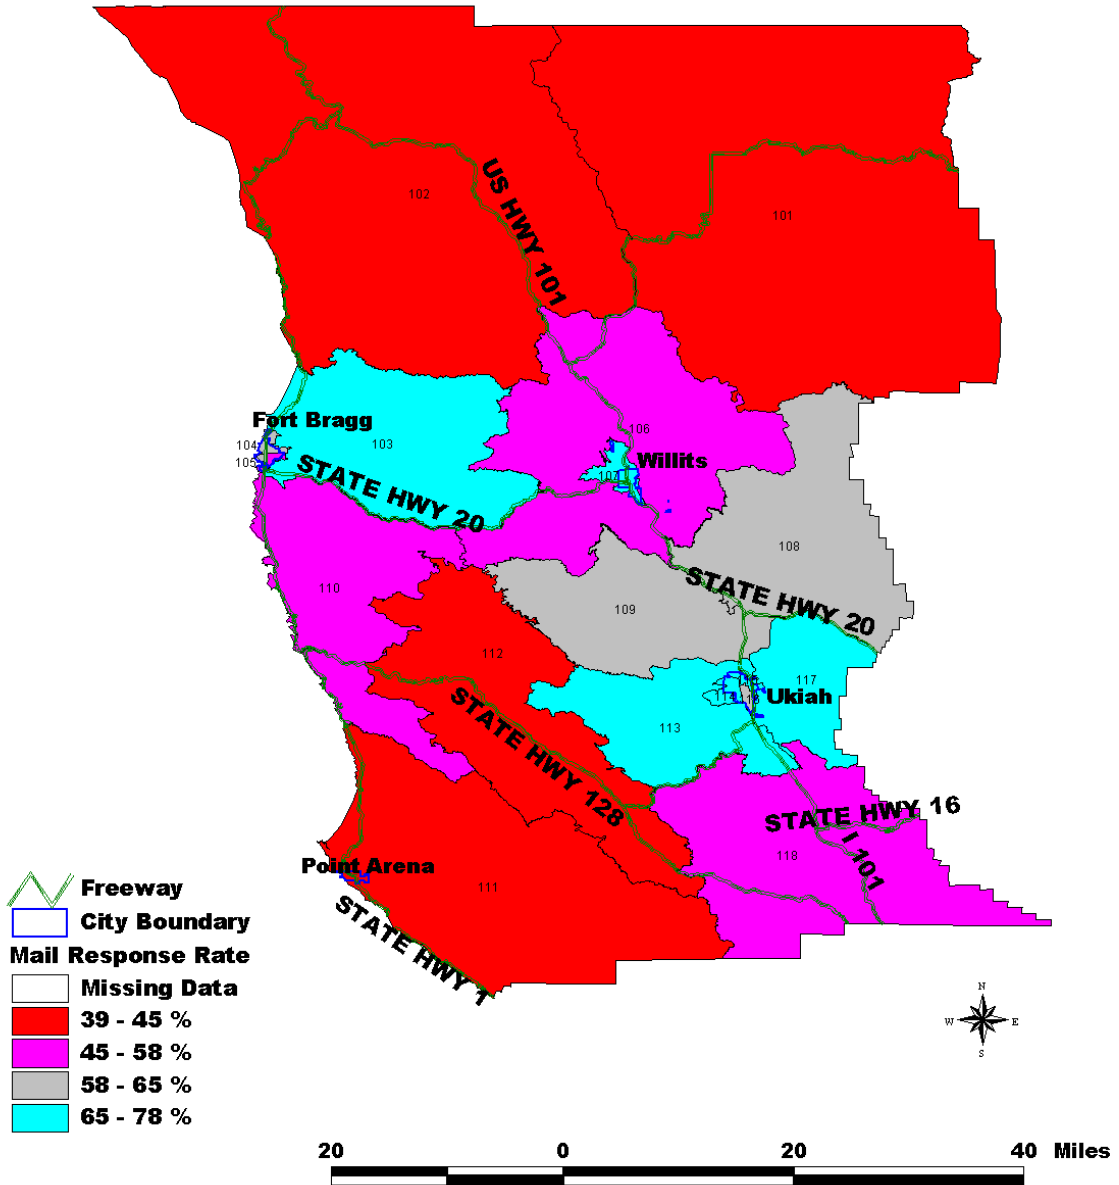 102
101
US HWY 101
Fort Bragg
104
105
103
106
Willits
107
STATE HWY 20
108
STATE HWY 20
110
109
112
117
Ukiah
113
STATE HWY 128
STATE HWY 16
118
I 101
Point Arena
111
STATE HWY 1
Freeway
City Boundary
Mail Response Rate
Missing Data
39 - 45 %
45 - 58 %
58 - 65 %
65 - 78 %
N
W
E
S
20 0 20 40 Miles